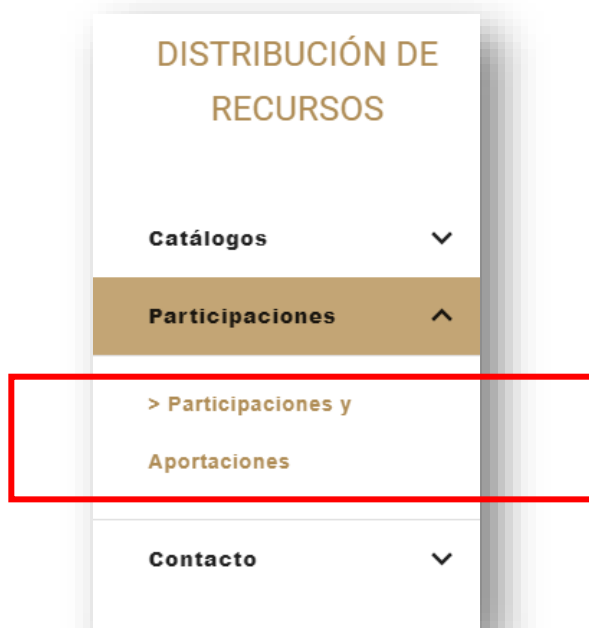 DISTRIBUCIÓN DE
RECURSOS
Catálogos
Participaciones
> Participaciones y
Aportaciones
Contacto